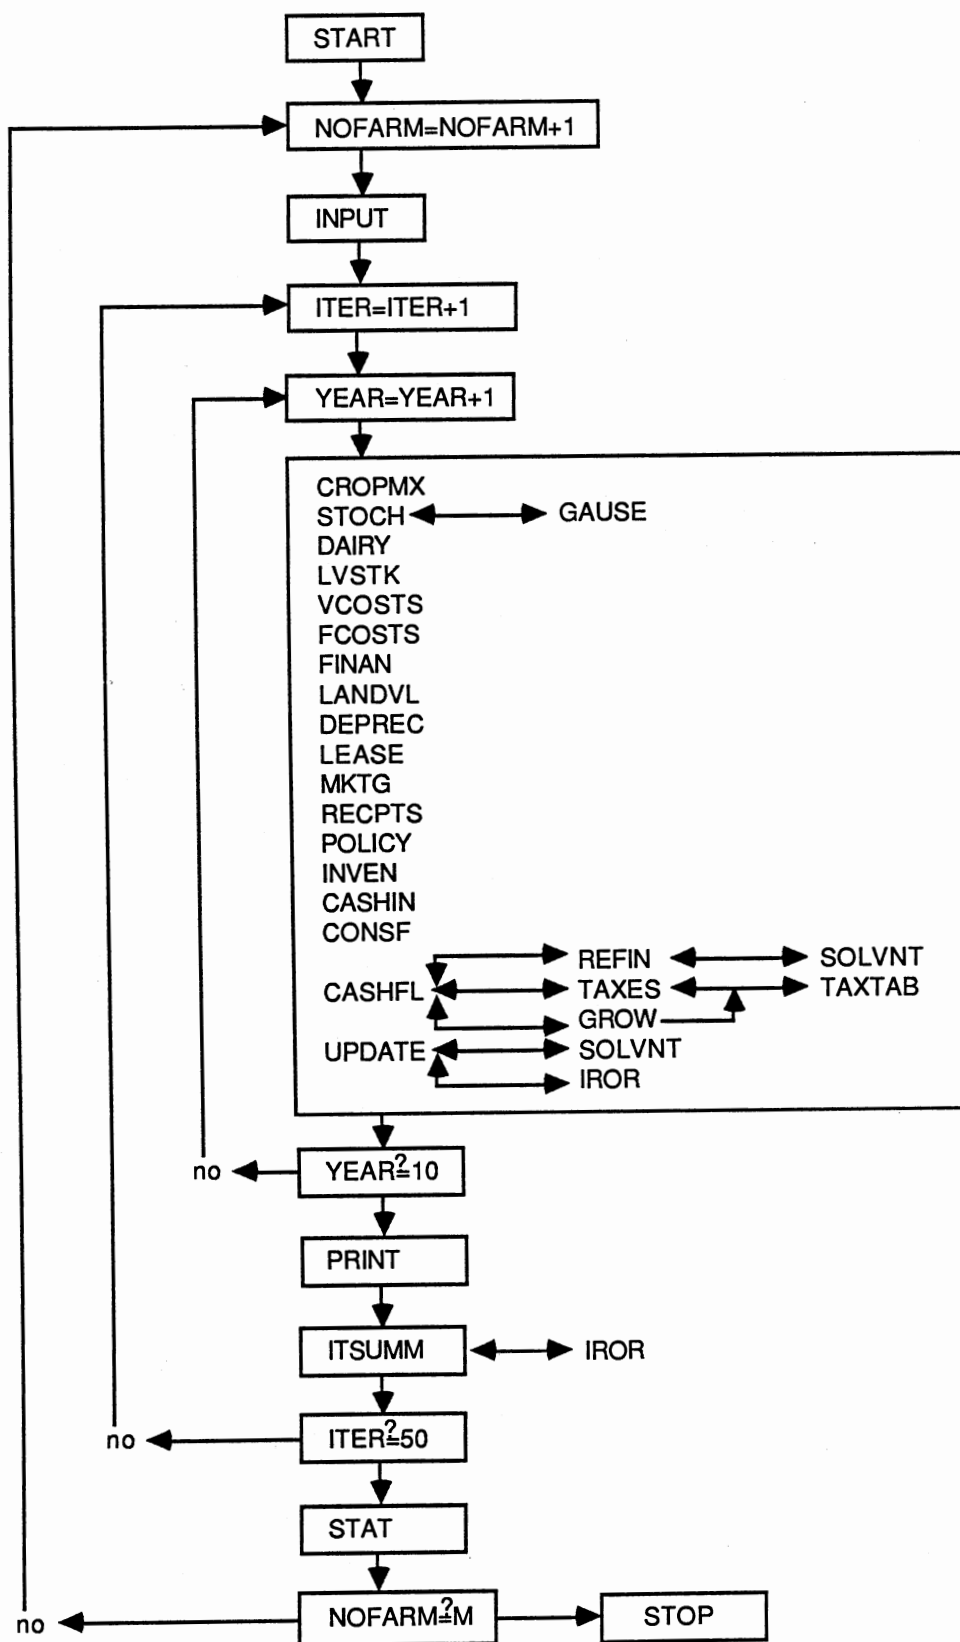 START
NOFARM=NOFARM+1
INPUT
ITER=ITER+1
YEAR=YEAR+1
CROPMX
STOCH GAUSE
DAIRY
LVSTK
VCOSTS
FCOSTS
FINAN
LANDVL
DEPREC
LEASE
MKTG
RECPTS
POLICY
INVEN
CASHIN
CONSF
REFIN SOLVNT
CASHFL TAXES TAXTAB
GROW
UPDATE SOLVNT
IROR
no YEAR≟10
PRINT
ITSUMM IROR
no ITER≟50
STAT
no NOFARM≟M STOP